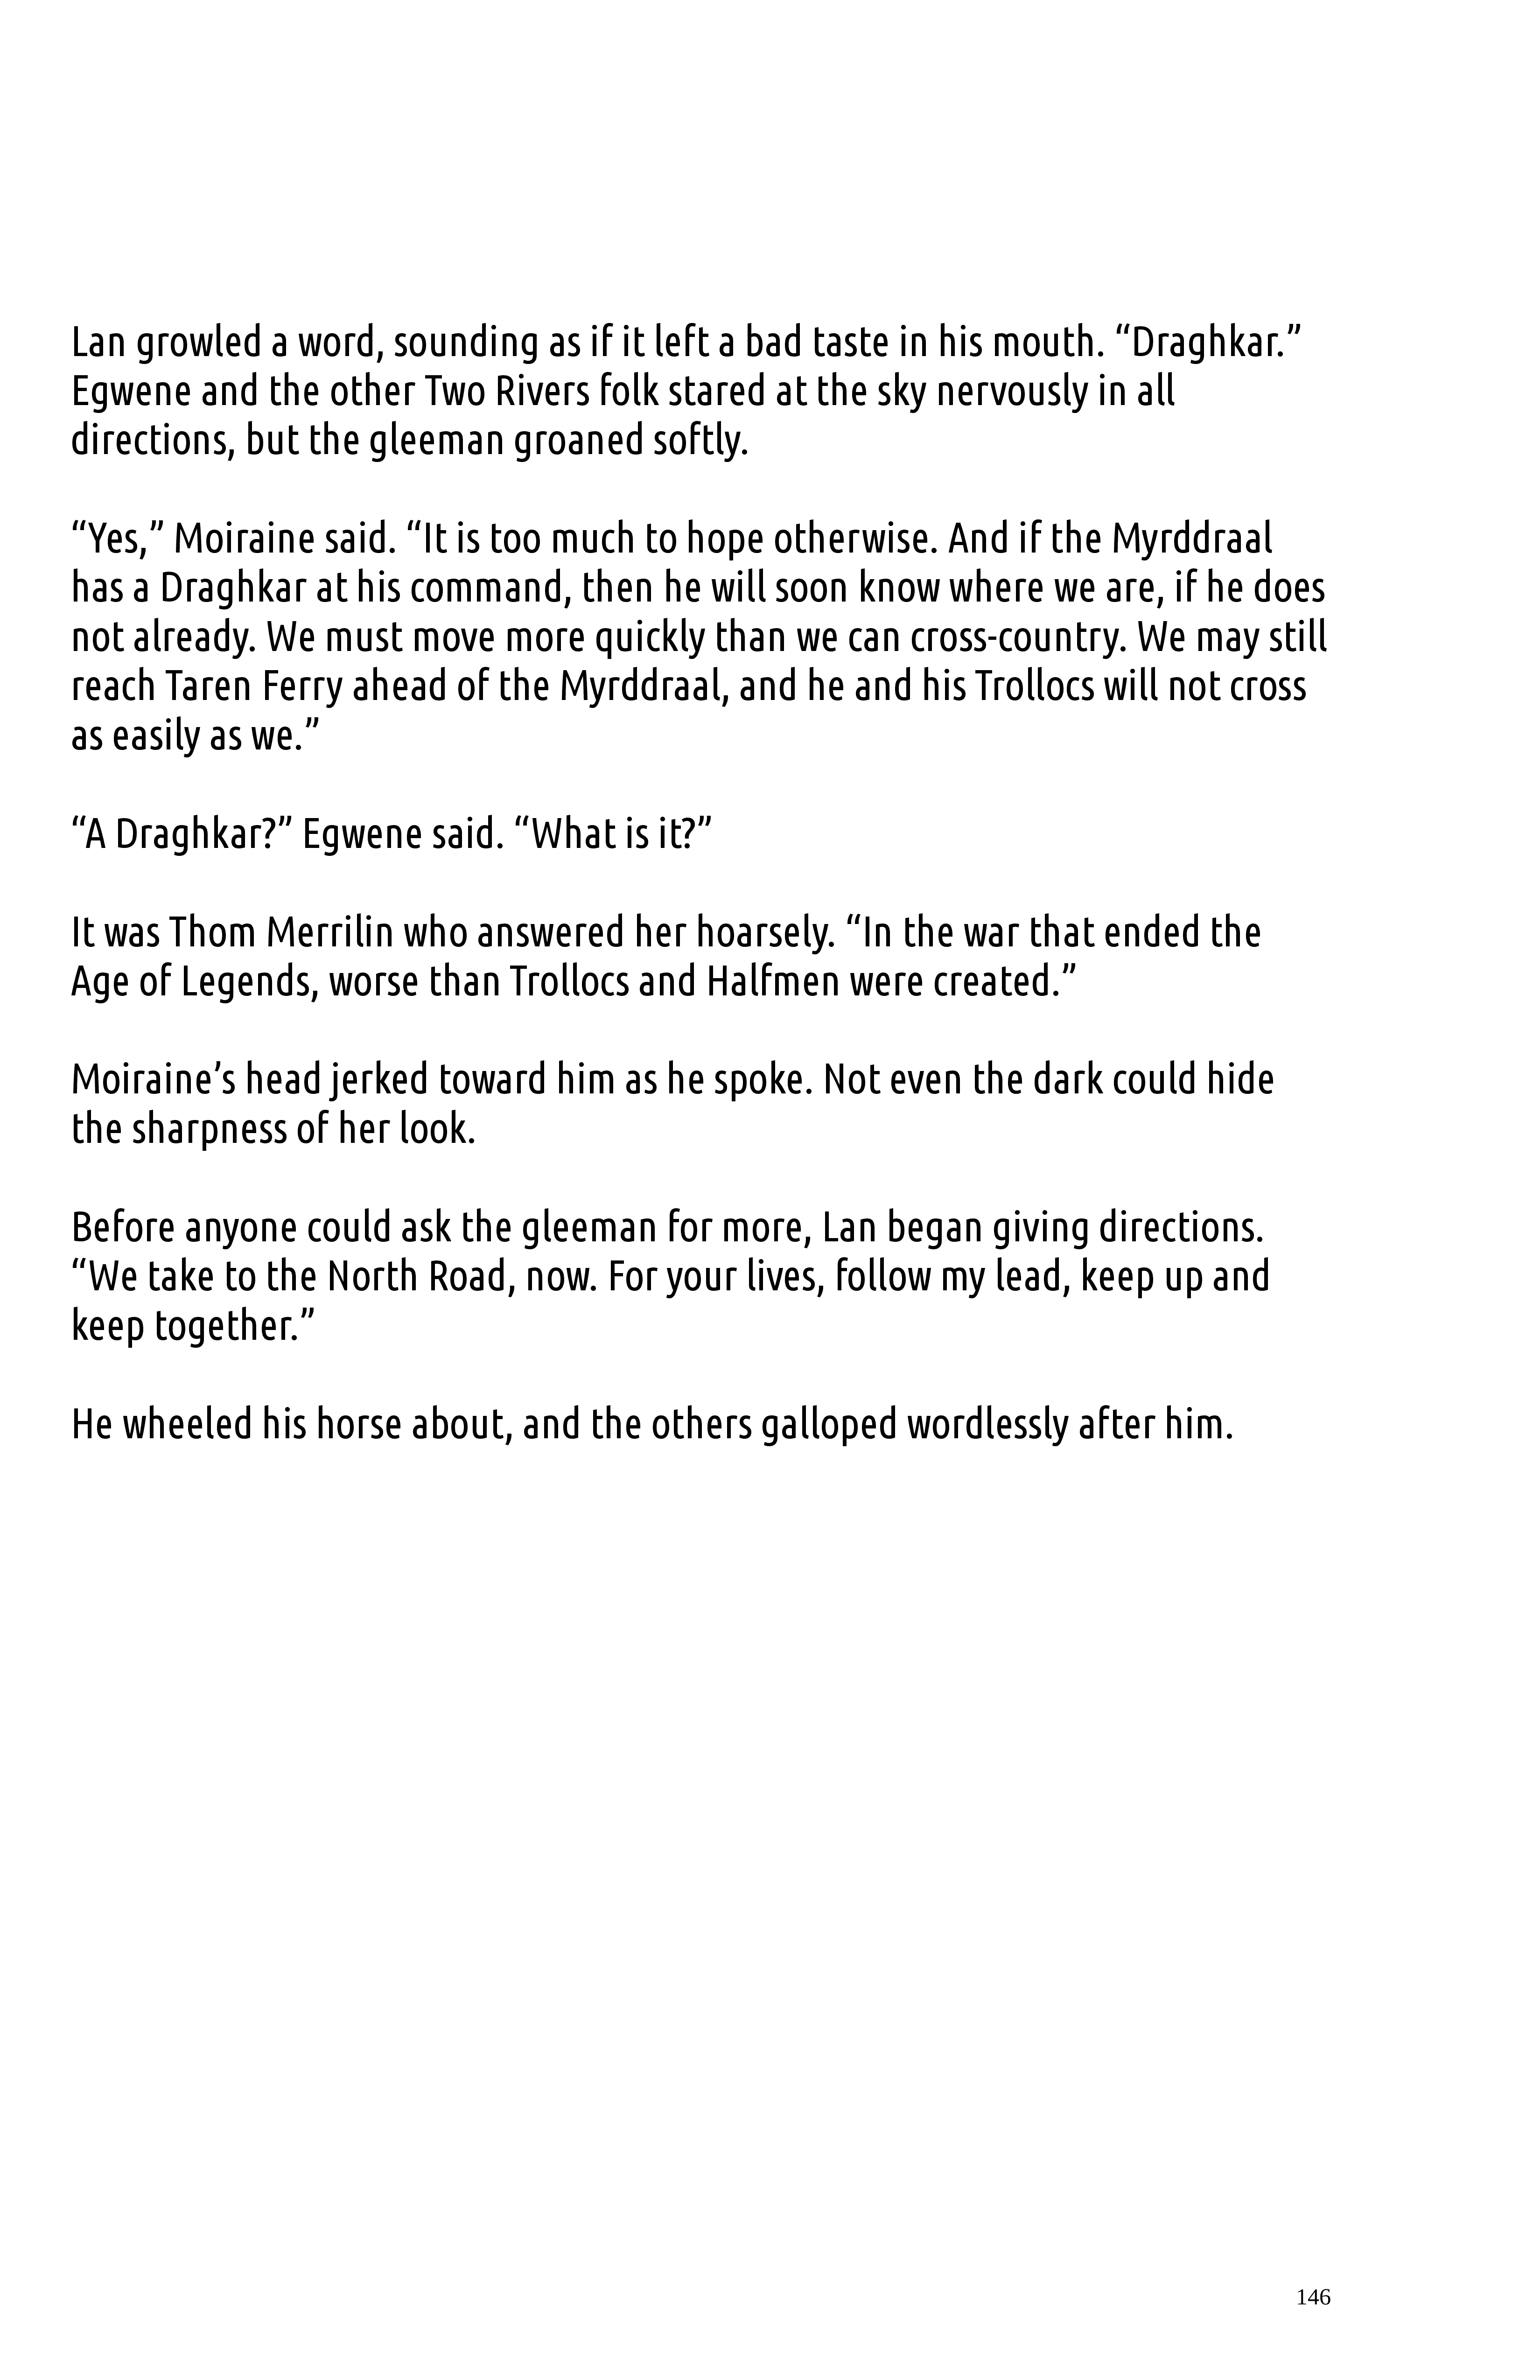 Lan growled a word, sounding as if it left a bad taste in his mouth. “Draghkar.”
Egwene and the other Two Rivers folk stared at the sky nervously in all
directions, but the gleeman groaned softly.
“Yes,” Moiraine said. “It is too much to hope otherwise. And if the Myrddraal
has a Draghkar at his command, then he will soon know where we are, if he does
not already. We must move more quickly than we can cross-country. We may still
reach Taren Ferry ahead of the Myrddraal, and he and his Trollocs will not cross
as easily as we.”
“A Draghkar?” Egwene said. “What is it?”
It was Thom Merrilin who answered her hoarsely. “In the war that ended the
Age of Legends, worse than Trollocs and Halfmen were created.”
Moiraine’s head jerked toward him as he spoke. Not even the dark could hide
the sharpness of her look.
Before anyone could ask the gleeman for more, Lan began giving directions.
“We take to the North Road, now. For your lives, follow my lead, keep up and
keep together.”
He wheeled his horse about, and the others galloped wordlessly after him.
146